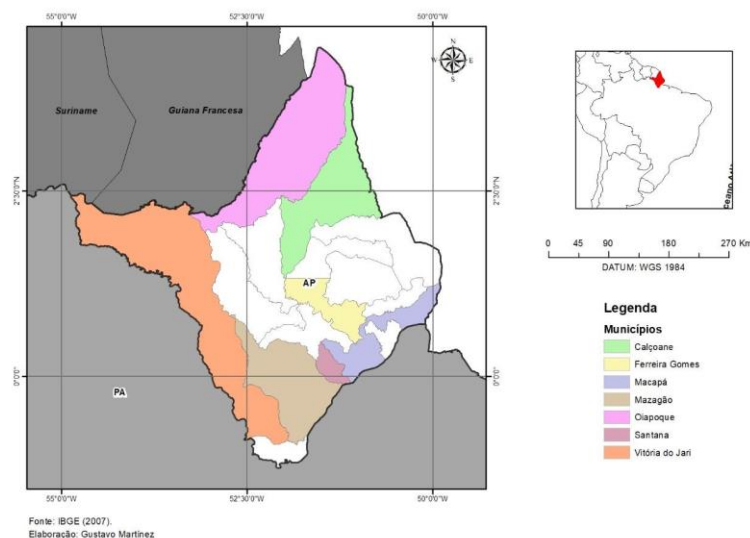 55°0'0"W
52°30'0"W
50°0'0"W
N
W
E
S
Suriname
Guiana Francesa
2°30'0"N
2°30'0"N
AP
0°0'0"
0°0'0"
PA
55°0'0"W
52°30'0"W
50°0'0"W
0 45 90 180 270 Km
DATUM: WGS 1984
Legenda
Municípios
Calçoane
Ferreira Gomes
Macapá
Mazagão
Oiapoque
Santana
Vitória do Jari
Fonte: IBGE (2007).
Elaboração: Gustavo Martinez